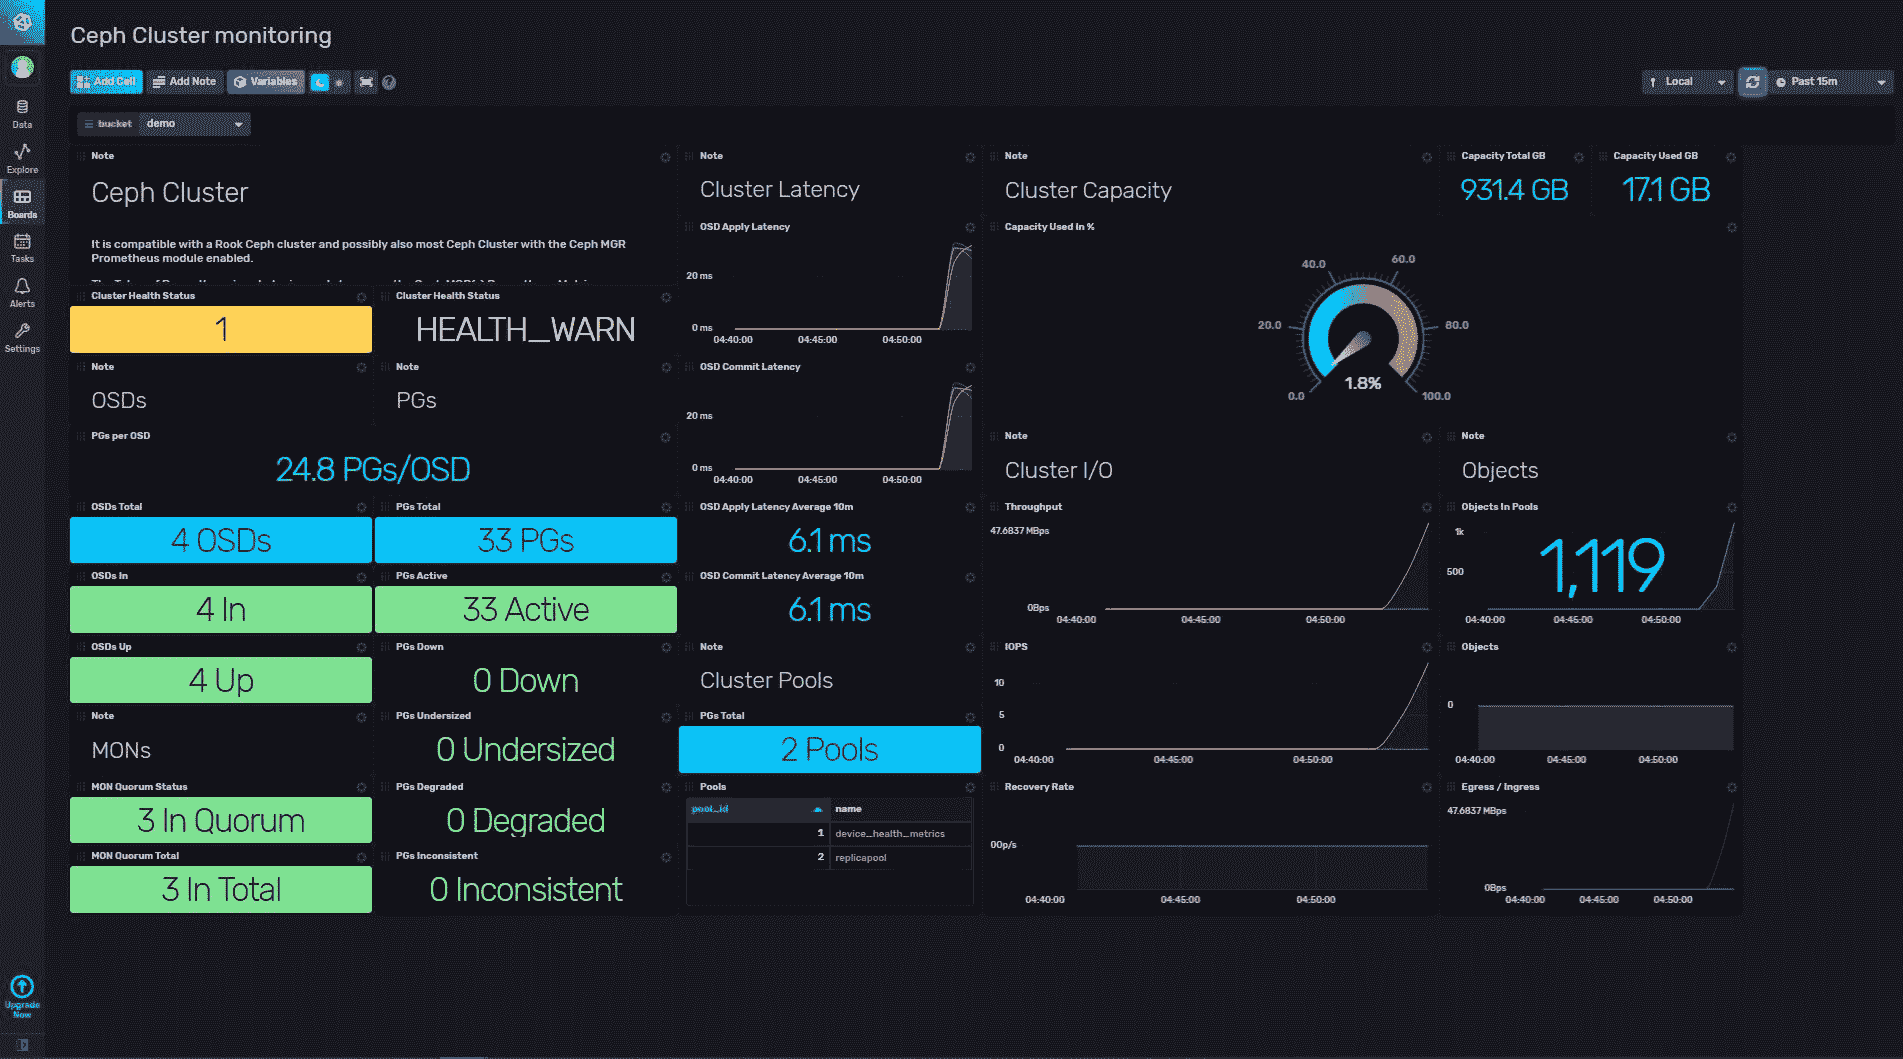 Ceph Cluster monitoring
Add Cell
Add Note
Variables
Local
Past 15m
bucket
demo
Data
Explore
Boards
Tasks
Alerts
Settings
Upgrade
Now
Note
Ceph Cluster
It is compatible with a Rook Ceph cluster and possibly also most Ceph Cluster with the Ceph MGR
Prometheus module enabled.
Cluster Health Status
1
Cluster Health Status
HEALTH_WARN
Note
OSDs
Note
PGs
PGs per OSD
24.8 PGs/OSD
OSDs Total
4 OSDs
PGs Total
33 PGs
OSDs In
4 In
PGs Active
33 Active
OSDs Up
4 Up
PGs Down
0 Down
Note
MONs
PGs Undersized
0 Undersized
MON Quorum Status
3 In Quorum
PGs Degraded
0 Degraded
MON Quorum Total
3 In Total
PGs Inconsistent
0 Inconsistent
Note
Cluster Latency
OSD Apply Latency
20 ms
0 ms
04:40:00 04:45:00 04:50:00
OSD Commit Latency
20 ms
0 ms
04:40:00 04:45:00 04:50:00
OSD Apply Latency Average 10m
6.1 ms
OSD Commit Latency Average 10m
6.1 ms
Note
Cluster Pools
PGs Total
2 Pools
Pools
pool_id name
1 device_health_metrics
2 replicapool
Note
Cluster Capacity
Capacity Total GB
931.4 GB
Capacity Used GB
17.1 GB
Capacity Used In %
0.0
20.0
40.0
60.0
80.0
100.0
1.8%
Note
Cluster I/O
Throughput
47.6837 MBps
0Bps
04:40:00 04:45:00 04:50:00
IOPS
10
5
0
04:40:00 04:45:00 04:50:00
Recovery Rate
00p/s
04:40:00 04:45:00 04:50:00
Note
Objects
Objects In Pools
1k
500
1,119
04:40:00 04:45:00 04:50:00
Objects
0
04:40:00 04:45:00 04:50:00
Egress / Ingress
47.6837 MBps
0Bps
04:40:00 04:45:00 04:50:00